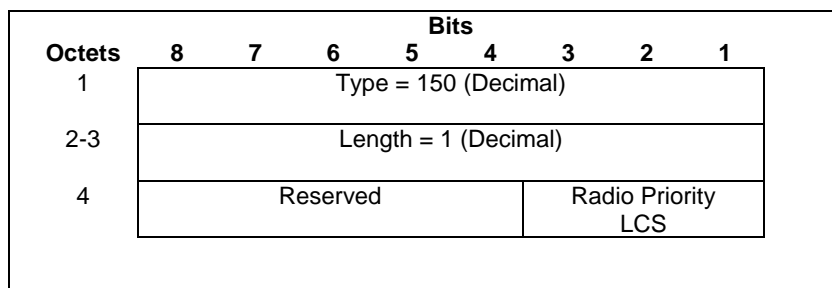 Bits
Octets 8 7 6 5 4 3 2 1
1 Type = 150 (Decimal)
2-3 Length = 1 (Decimal)
4 Reserved Radio Priority
LCS